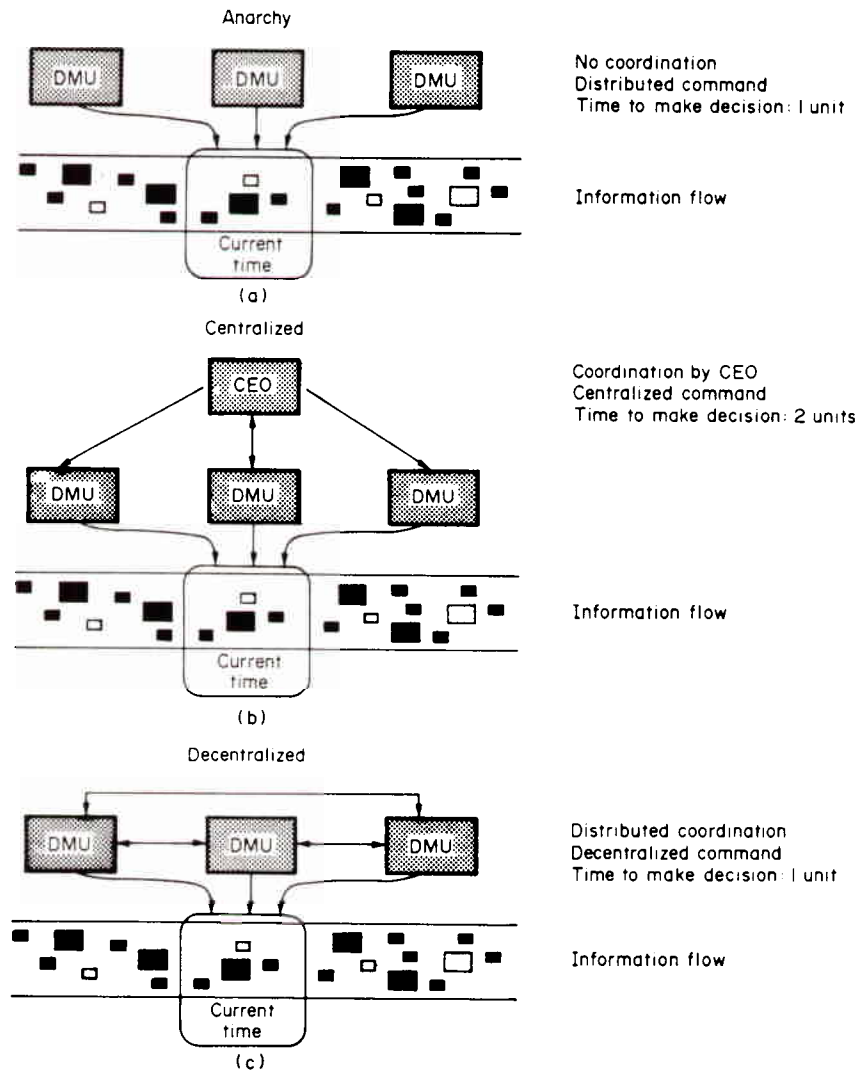 Anarchy
DMU
DMU
DMU
No coordination
Distributed command
Time to make decision: 1 unit
Information flow
Current
time
(a)
Centralized
CEO
Coordination by CEO
Centralized command
Time to make decision: 2 units
DMU
DMU
DMU
Information flow
Current
time
(b)
Decentralized
DMU
DMU
DMU
Distributed coordination
Decentralized command
Time to make decision: 1 unit
Information flow
Current
time
(c)